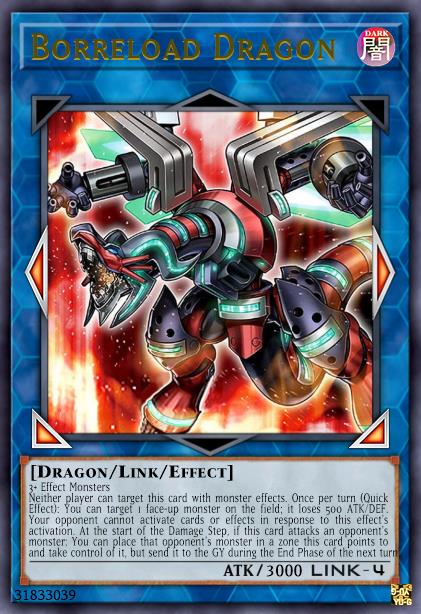 Borreload Dragon
DARK
闇
[Dragon/Link/Effect]
3+ Effect Monsters
Neither player can target this card with monster effects. Once per turn (Quick
Effect): You can target 1 face-up monster on the field; it loses 500 ATK/DEF.
Your opponent cannot activate cards or effects in response to this effect's
activation. At the start of the Damage Step, if this card attacks an opponent's
monster: You can place that opponent's monster in a zone this card points to
and take control of it, but send it to the GY during the End Phase of the next turn
ATK/3000 LINK-4
31833039